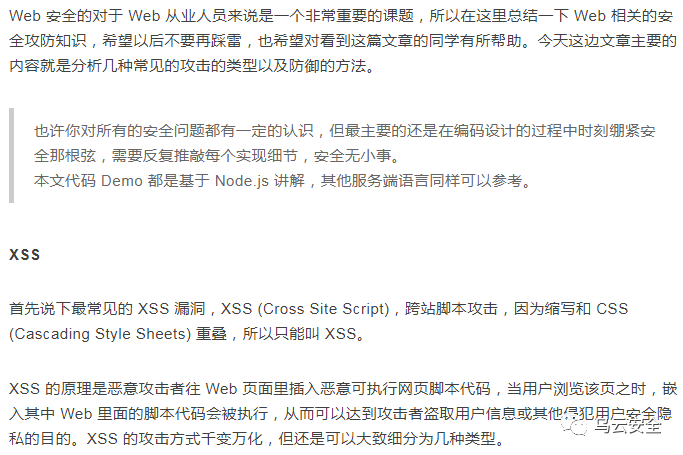 Web 安全的对于 Web 从业人员来说是一个非常重要的课题，所以在这里总结一下 Web 相关的安
全攻防知识，希望以后不要再踩雷，也希望对看到这篇文章的同学有所帮助。今天这边文章主要的
内容就是分析几种常见的攻击的类型以及防御的方法。
也许你对所有的安全问题都有一定的认识，但最主要的还是在编码设计的过程中时刻绷紧安
全那根弦，需要反复推敲每个实现细节，安全无小事。
本文代码 Demo 都是基于 Node.js 讲解，其他服务端语言同样可以参考。
XSS
首先说下最常见的 XSS 漏洞，XSS (Cross Site Script)，跨站脚本攻击，因为缩写和 CSS
(Cascading Style Sheets) 重叠，所以只能叫 XSS。
XSS 的原理是恶意攻击者往 Web 页面里插入恶意可执行网页脚本代码，当用户浏览该页之时，嵌
入其中 Web 里面的脚本代码会被执行，从而可以达到攻击者盗取用户信息或其他侵犯用户安全隐
私的目的。XSS 的攻击方式千变万化，但还是可以大致细分为几种类型。
乌云安全